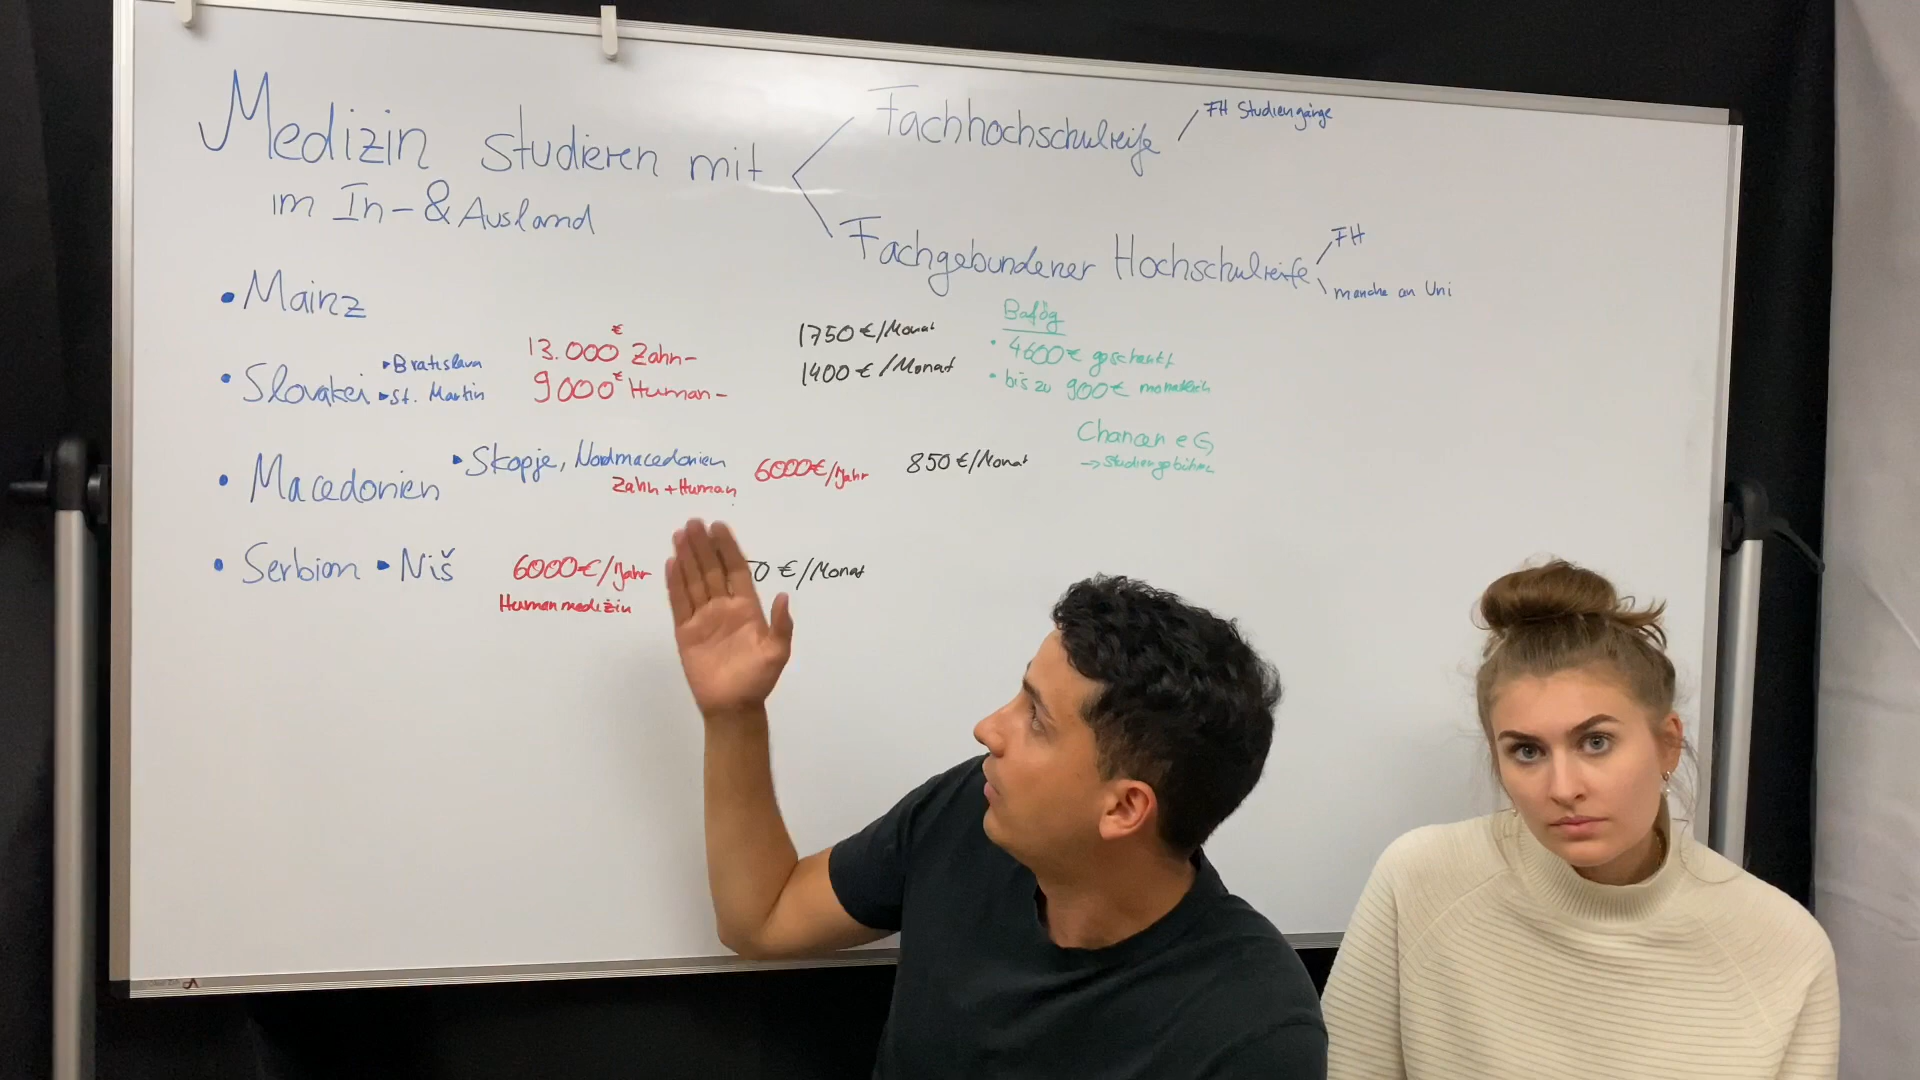 Medizin studieren mit
im In- & Ausland
Fachhochschulreife
FH Studiengänge
Fachgebundener Hochschulreife
FH
manche an Uni
• Mainz
• Slovakei
▸Bratislava
▸St. Martin
13.000€ Zahn-
9000€ Human-
1750€/Monat
1400€/Monat
Bafög
• 4600€ geschenkt
• bis zu 900€ monatlich
• Macedonien
▸Skopje, Nordmacedonien
Zahn + Human
6000€/Jahr
850€/Monat
Chancen eG
→ Studiengebühren
• Serbien ▸ Niš
6000€/Jahr
Humanmedizin
0 €/Monat